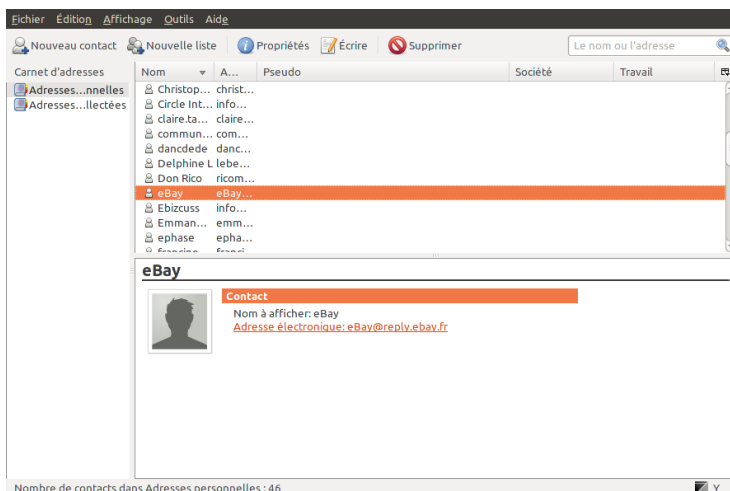 Fichier Édition Affichage Outils Aide
Nouveau contact Nouvelle liste Propriétés Écrire Supprimer Le nom ou l'adresse
Carnet d'adresses Nom A... Pseudo Société Travail
Adresses...nnelles
Adresses...llectées
Christop... christ...
Circle Int... info...
claire.ta... claire...
commun... com...
dancdede danc...
Delphine L lebe...
Don Rico ricom...
eBay eBay...
Ebizcuss info...
Emman... emm...
ephase epha...
francine franci...
eBay
Contact
Nom à afficher: eBay
Adresse électronique: eBay@reply.ebay.fr
Nombre de contacts dans Adresses personnelles : 46 Y